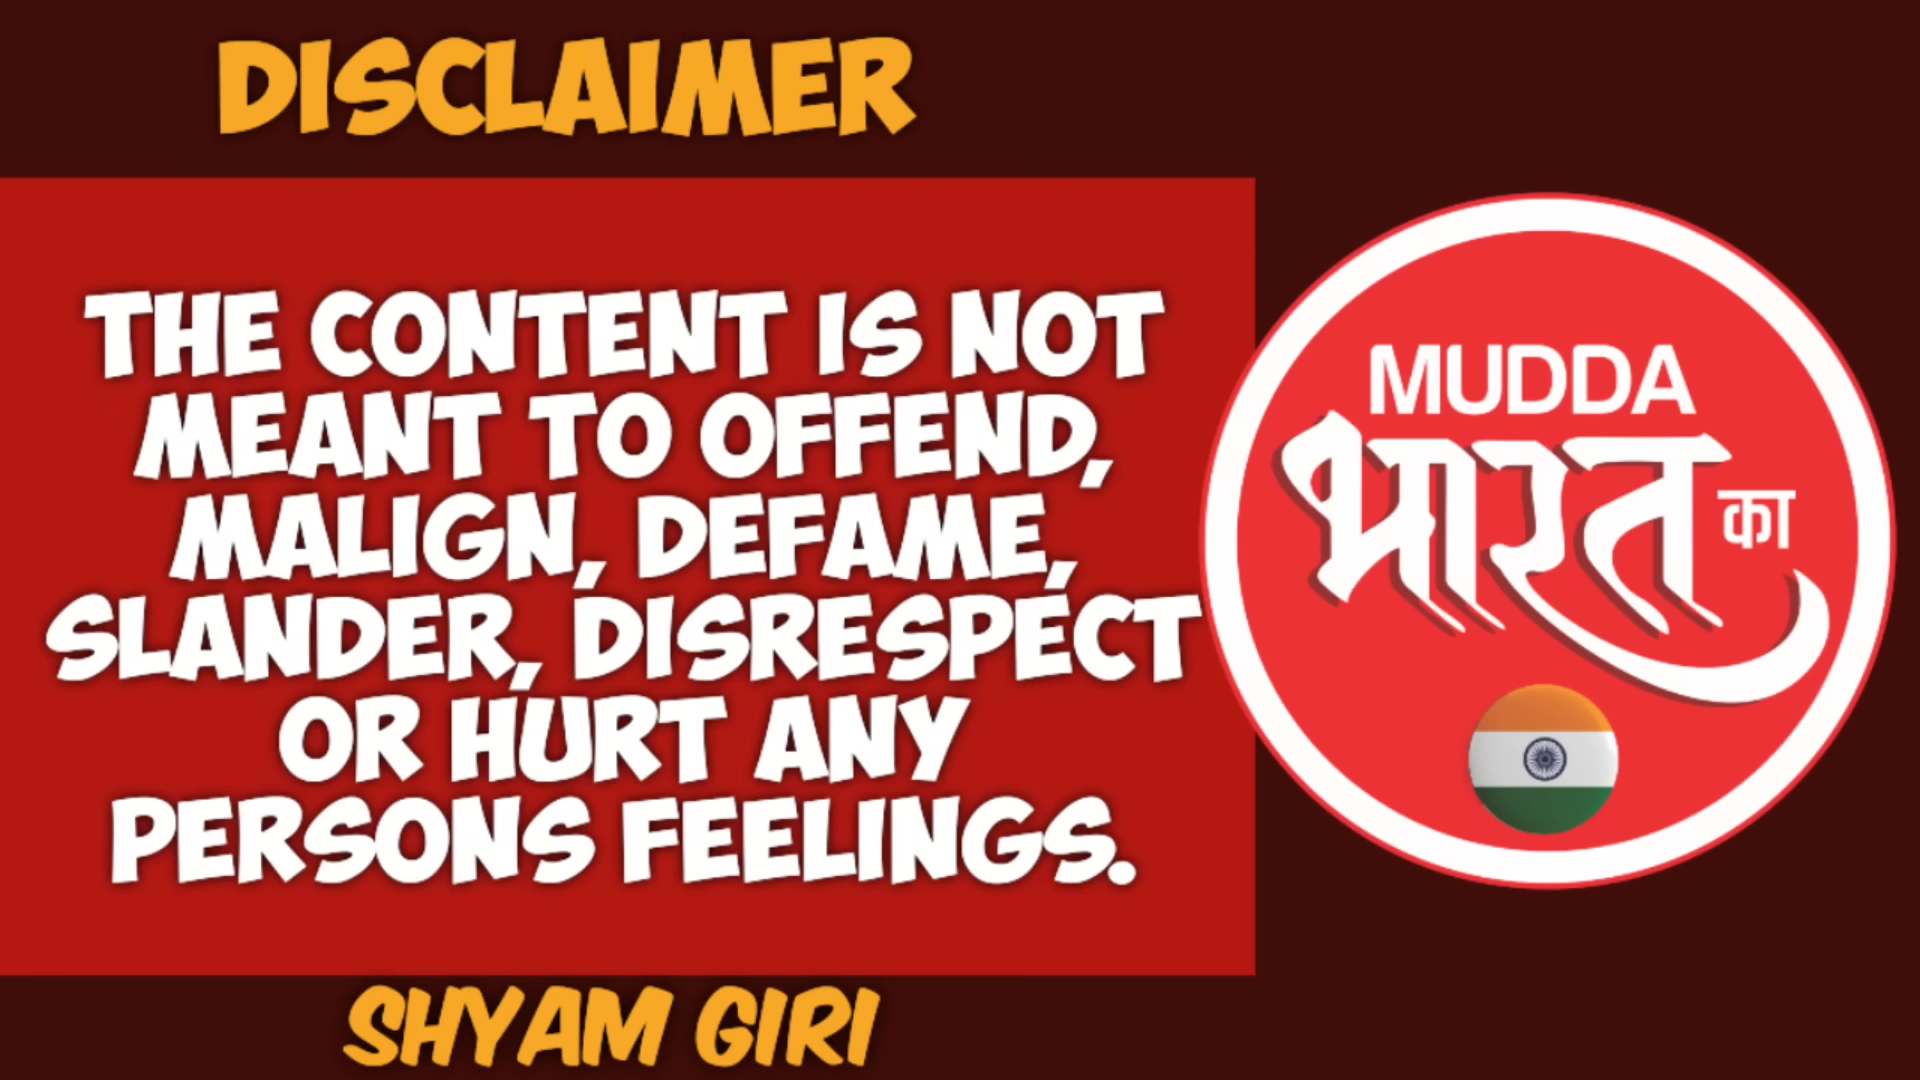 DISCLAIMER
THE CONTENT IS NOT
MEANT TO OFFEND,
MALIGN, DEFAME,
SLANDER, DISRESPECT
OR HURT ANY
PERSONS FEELINGS.
SHYAM GIRI
MUDDA
भारत का